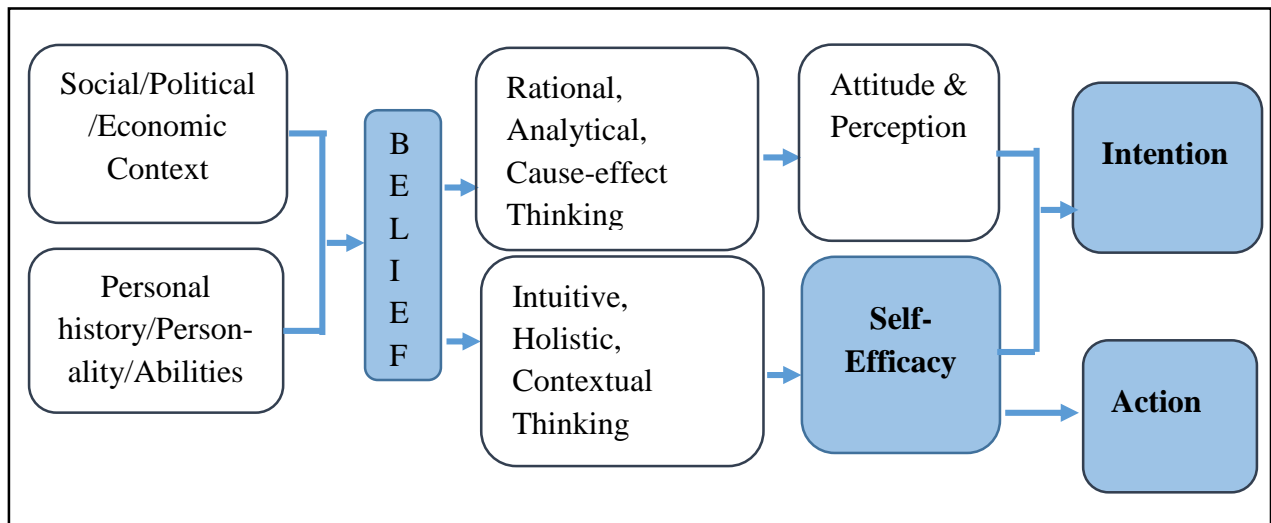 Social/Political
/Economic
Context
Personal
history/Person-
ality/Abilities
B
E
L
I
E
F
Rational,
Analytical,
Cause-effect
Thinking
Intuitive,
Holistic,
Contextual
Thinking
Attitude &
Perception
Self-
Efficacy
Intention
Action